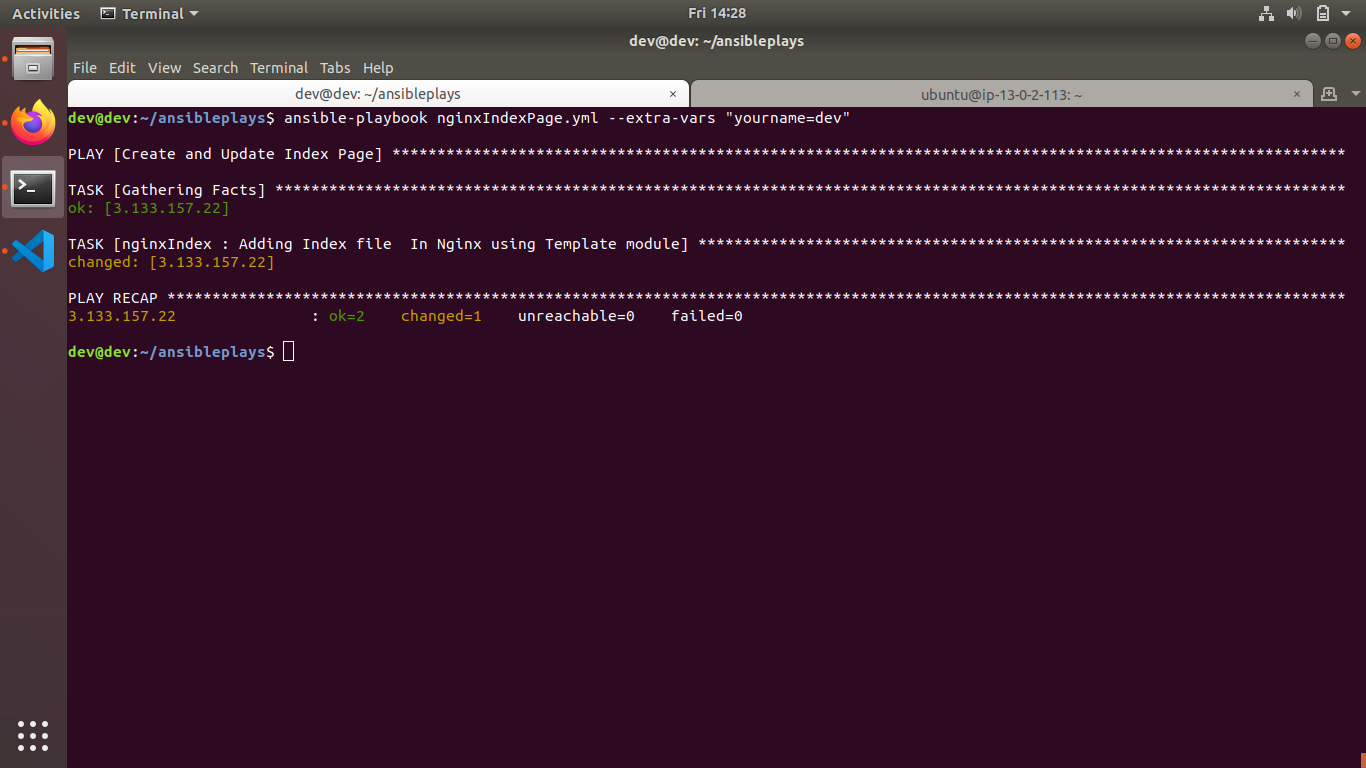 Activities Terminal Fri 14:28
dev@dev: ~/ansibleplays
File Edit View Search Terminal Tabs Help
dev@dev: ~/ansibleplays × ubuntu@ip-13-0-2-113: ~ ×
dev@dev:~/ansibleplays$ ansible-playbook nginxIndexPage.yml --extra-vars "yourname=dev"
PLAY [Create and Update Index Page] **********************************************************************************************************
TASK [Gathering Facts] ***********************************************************************************************************************
ok: [3.133.157.22]
TASK [nginxIndex : Adding Index file  In Nginx using Template module] ************************************************************************
changed: [3.133.157.22]
PLAY RECAP ***********************************************************************************************************************************
3.133.157.22               : ok=2    changed=1    unreachable=0    failed=0
dev@dev:~/ansibleplays$